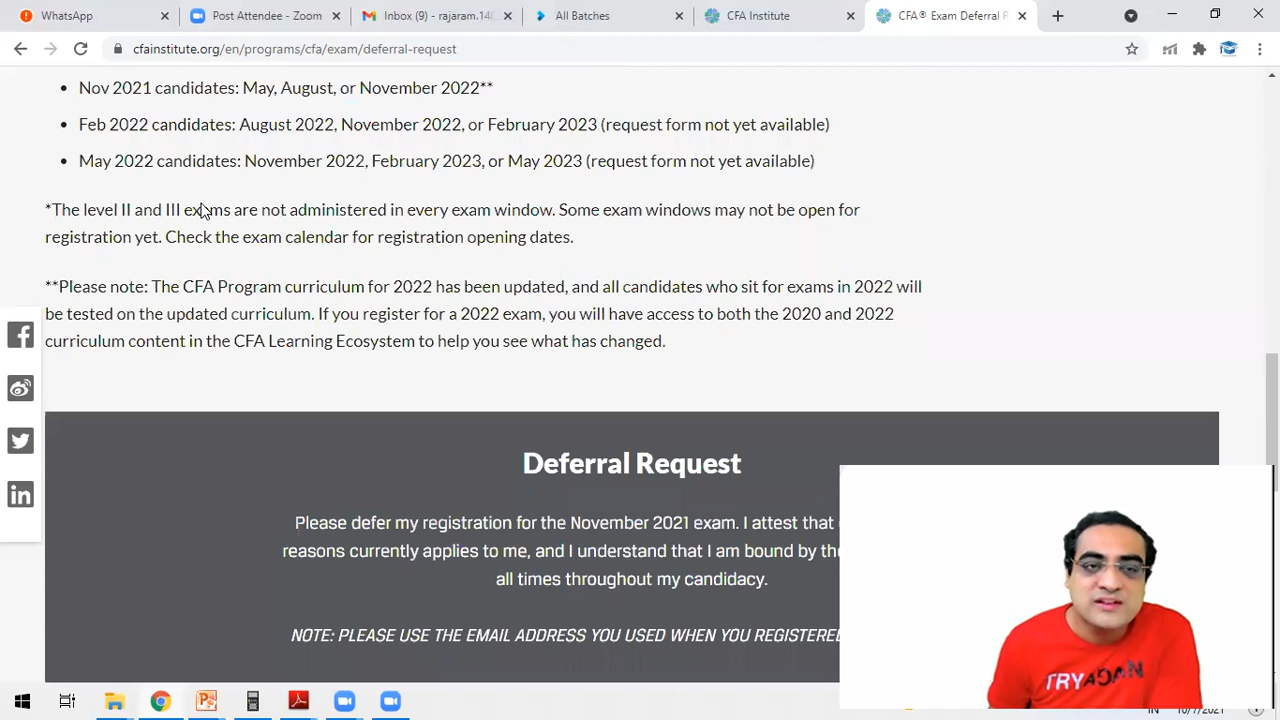 WhatsApp
Post Attendee - Zoom
Inbox (9) - rajaram.14(
All Batches
CFA Institute
CFA® Exam Deferral R
cfainstitute.org/en/programs/cfa/exam/deferral-request
Nov 2021 candidates: May, August, or November 2022**
Feb 2022 candidates: August 2022, November 2022, or February 2023 (request form not yet available)
May 2022 candidates: November 2022, February 2023, or May 2023 (request form not yet available)
*The level II and III exams are not administered in every exam window. Some exam windows may not be open for
registration yet. Check the exam calendar for registration opening dates.
**Please note: The CFA Program curriculum for 2022 has been updated, and all candidates who sit for exams in 2022 will
be tested on the updated curriculum. If you register for a 2022 exam, you will have access to both the 2020 and 2022
curriculum content in the CFA Learning Ecosystem to help you see what has changed.
Deferral Request
Please defer my registration for the November 2021 exam. I attest that
reasons currently applies to me, and I understand that I am bound by the
all times throughout my candidacy.
NOTE: PLEASE USE THE EMAIL ADDRESS YOU USED WHEN YOU REGISTERED
TRY AGAIN
IN
10/7/2021